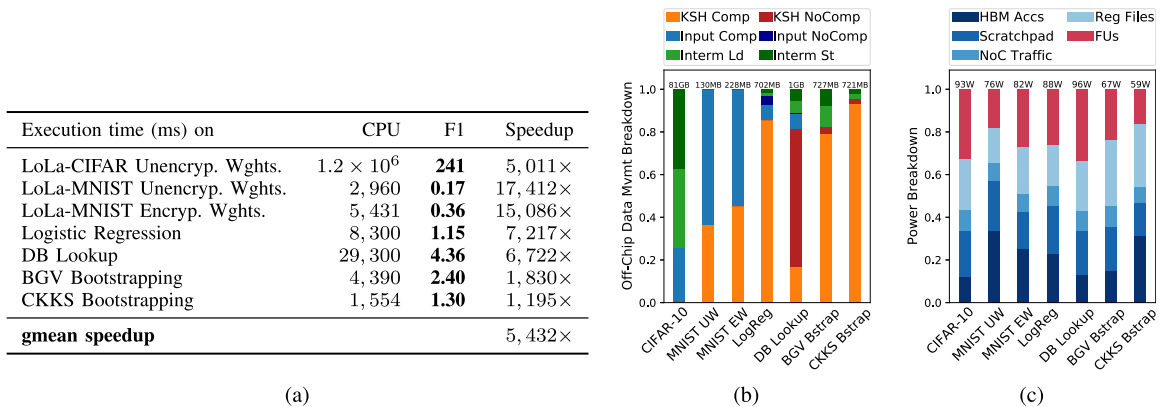 Execution time (ms) on CPU F1 Speedup
LoLa-CIFAR Unencryp. Wghts. 1.2 × 10⁶ 241 5,011×
LoLa-MNIST Unencryp. Wghts. 2,960 0.17 17,412×
LoLa-MNIST Encryp. Wghts. 5,431 0.36 15,086×
Logistic Regression 8,300 1.15 7,217×
DB Lookup 29,300 4.36 6,722×
BGV Bootstrapping 4,390 2.40 1,830×
CKKS Bootstrapping 1,554 1.30 1,195×
gmean speedup 5,432×
(a)
KSH Comp KSH NoComp
Input Comp Input NoComp
Interm Ld Interm St
81GB 130MB 228MB 702MB 1GB 727MB 721MB
Off-Chip Data Mvmt Breakdown
1.0
0.8
0.6
0.4
0.2
0.0
CIFAR-10
MNIST UW
MNIST EW
LogReg
DB Lookup
BGV Bstrap
CKKS Bstrap
(b)
HBM Accs Reg Files
Scratchpad FUs
NoC Traffic
93W 76W 82W 88W 96W 67W 59W
Power Breakdown
1.0
0.8
0.6
0.4
0.2
0.0
CIFAR-10
MNIST UW
MNIST EW
LogReg
DB Lookup
BGV Bstrap
CKKS Bstrap
(c)